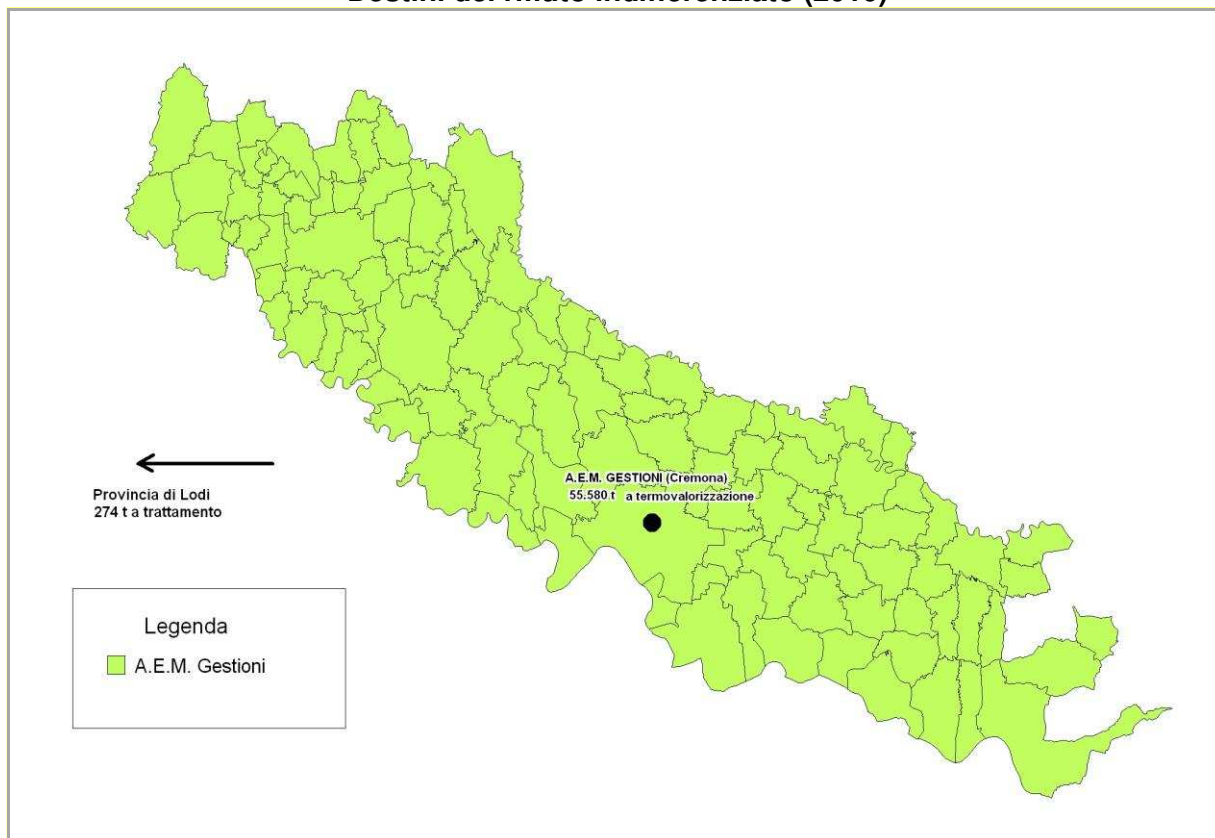 A.E.M. GESTIONI (Cremona)
55.580 t a termovalorizzazione
Provincia di Lodi
274 t a trattamento
Legenda
A.E.M. Gestioni